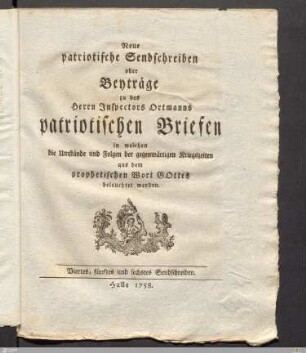 Neue
patriotische Sendschreiben
oder
Beyträge
zu des
Herrn Inspectors Ortmanns
patriotischen Briefen
in welchen
die Umstände und Folgen der gegenwärtigen Kriegszeiten
aus dem
prophetischen Wort GOttes
beleuchtet werden.
Viertes, fünftes und sechstes Sendschreiben.
Halle 1758.